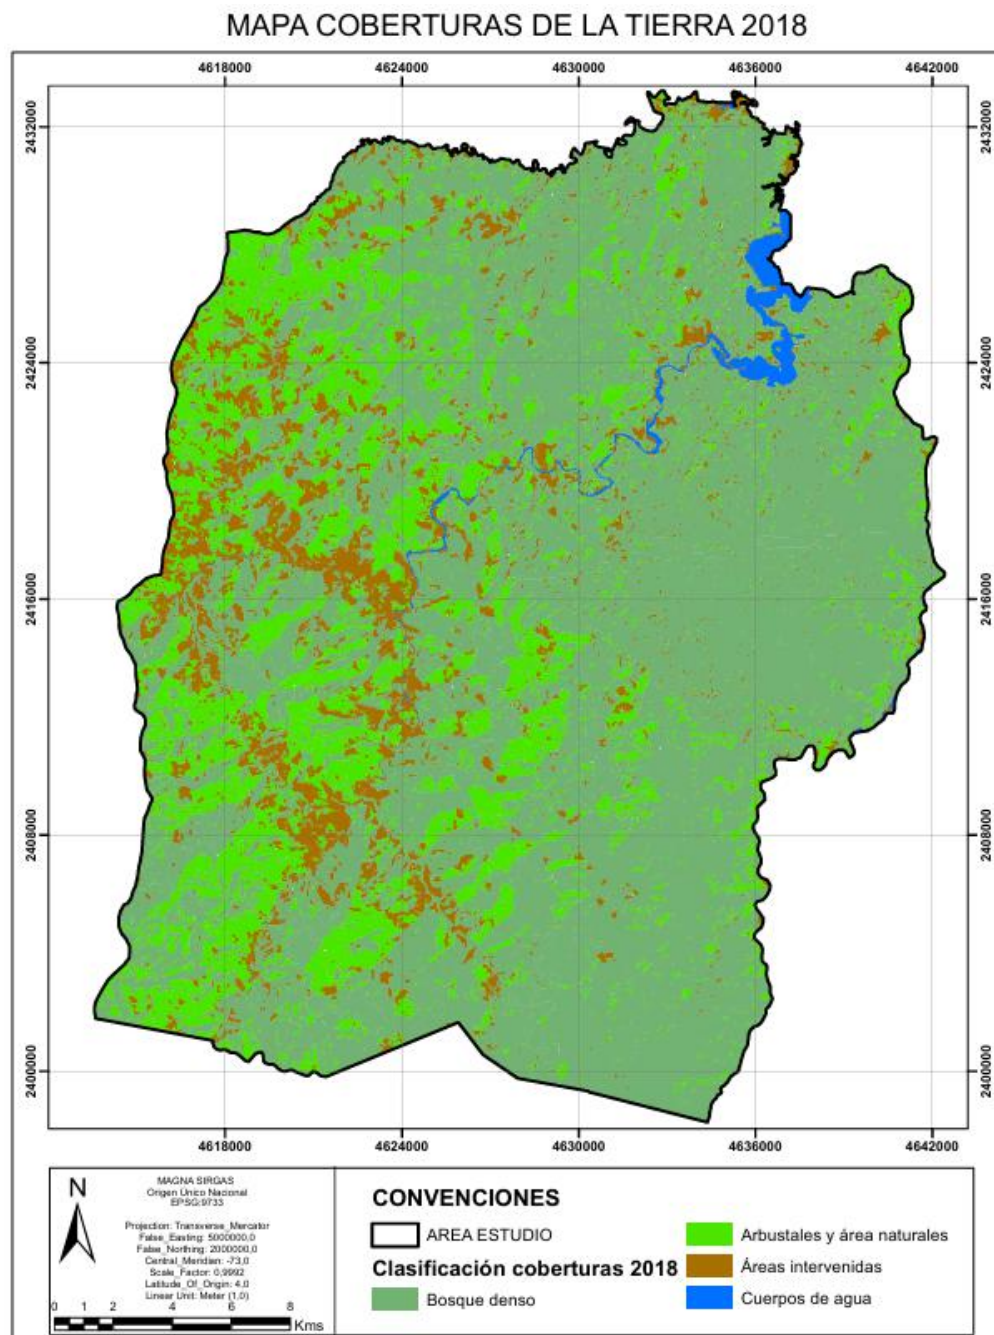 MAPA COBERTURAS DE LA TIERRA 2018
4618000 4624000 4630000 4636000 4642000
2432000 2432000
2424000 2424000
2416000 2416000
2408000 2408000
2400000 2400000
4618000 4624000 4630000 4636000 4642000
N
MAGNA SIRGAS
Origen Único Nacional
EPSG:9733
Projection: Transverse_Mercator
False_Easting: 5000000,0
False_Northing: 2000000,0
Central_Meridian: -73,0
Scale_Factor: 0,9992
Latitude_Of_Origin: 4,0
Linear Unit: Meter (1,0)
0 1 2 4 6 8
Kms
CONVENCIONES
AREA ESTUDIO
Clasificación coberturas 2018
Bosque denso
Arbustales y área naturales
Áreas intervenidas
Cuerpos de agua